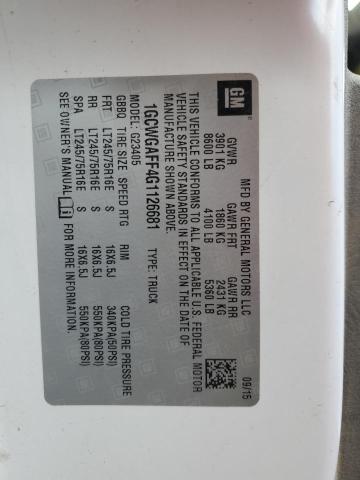 GM
MFD BY GENERAL MOTORS LLC 09/15
GVWR GAWR FRT GAWR RR
3901 KG 1860 KG 2431 KG
8600 LB 4100 LB 5360 LB
THIS VEHICLE CONFORMS TO ALL APPLICABLE U.S. FEDERAL MOTOR
VEHICLE SAFETY STANDARDS IN EFFECT ON THE DATE OF
MANUFACTURE SHOWN ABOVE.
1GCWGAFF4G1126681 TYPE: TRUCK
MODEL: G23405
GBBQ TIRE SIZE SPEED RTG RIM COLD TIRE PRESSURE
FRT LT245/75R16E S 16X6.5J 340KPA(50PSI)
RR LT245/75R16E S 16X6.5J 550KPA(80PSI)
SPA LT245/75R16E S 16X6.5J 550KPA(80PSI)
SEE OWNER'S MANUAL FOR MORE INFORMATION.